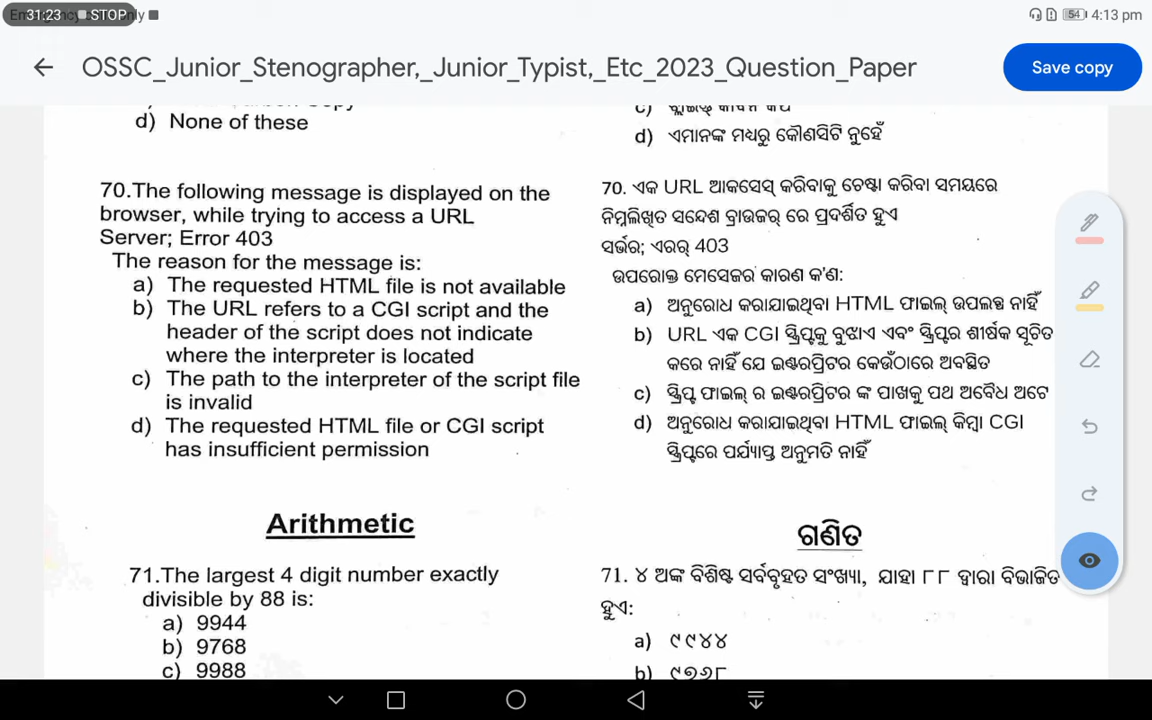 31:23 STOP
54 4:13 pm
OSSC_Junior_Stenographer,_Junior_Typist,_Etc_2023_Question_Paper
Save copy
d) None of these
70.The following message is displayed on the
browser, while trying to access a URL
Server; Error 403
The reason for the message is:
a) The requested HTML file is not available
b) The URL refers to a CGI script and the
header of the script does not indicate
where the interpreter is located
c) The path to the interpreter of the script file
is invalid
d) The requested HTML file or CGI script
has insufficient permission
Arithmetic
71.The largest 4 digit number exactly
divisible by 88 is:
a) 9944
b) 9768
c) 9988
d) ଏମାନଙ୍କ ମଧ୍ୟରୁ କୌଣସିଟି ନୁହେଁ
70. ଏକ URL ଆକସେସ୍ କରିବାକୁ ଚେଷ୍ଟା କରିବା ସମୟରେ
ନିମ୍ନଲିଖିତ ସନ୍ଦେଶ ବ୍ରାଉଜର୍ ରେ ପ୍ରଦର୍ଶିତ ହୁଏ
ସର୍ଭର; ଏରର୍ 403
ଉପରୋକ୍ତ ମେସେଜର କାରଣ କ'ଣ:
a) ଅନୁରୋଧ କରାଯାଇଥିବା HTML ଫାଇଲ୍ ଉପଲବ୍ଧ ନାହିଁ
b) URL ଏକ CGI ସ୍କ୍ରିପ୍ଟକୁ ବୁଝାଏ ଏବଂ ସ୍କ୍ରିପ୍ଟର ଶୀର୍ଷକ ସୂଚିତ
କରେ ନାହିଁ ଯେ ଇଣ୍ଟରପ୍ରିଟର କେଉଁଠାରେ ଅବସ୍ଥିତ
c) ସ୍କ୍ରିପ୍ଟ ଫାଇଲ୍ ର ଇଣ୍ଟରପ୍ରିଟର ଙ୍କ ପାଖକୁ ପଥ ଅବୈଧ ଅଟେ
d) ଅନୁରୋଧ କରାଯାଇଥିବା HTML ଫାଇଲ୍ କିମ୍ବା CGI
ସ୍କ୍ରିପ୍ଟରେ ପର୍ଯ୍ୟାପ୍ତ ଅନୁମତି ନାହିଁ
ଗଣିତ
71. ୪ ଅଙ୍କ ବିଶିଷ୍ଟ ସର୍ବବୃହତ ସଂଖ୍ୟା, ଯାହା ୮୮ ଦ୍ୱାରା ବିଭାଜିତ
ହୁଏ:
a) ୯୯୪୪
b) ୯୭୬୮